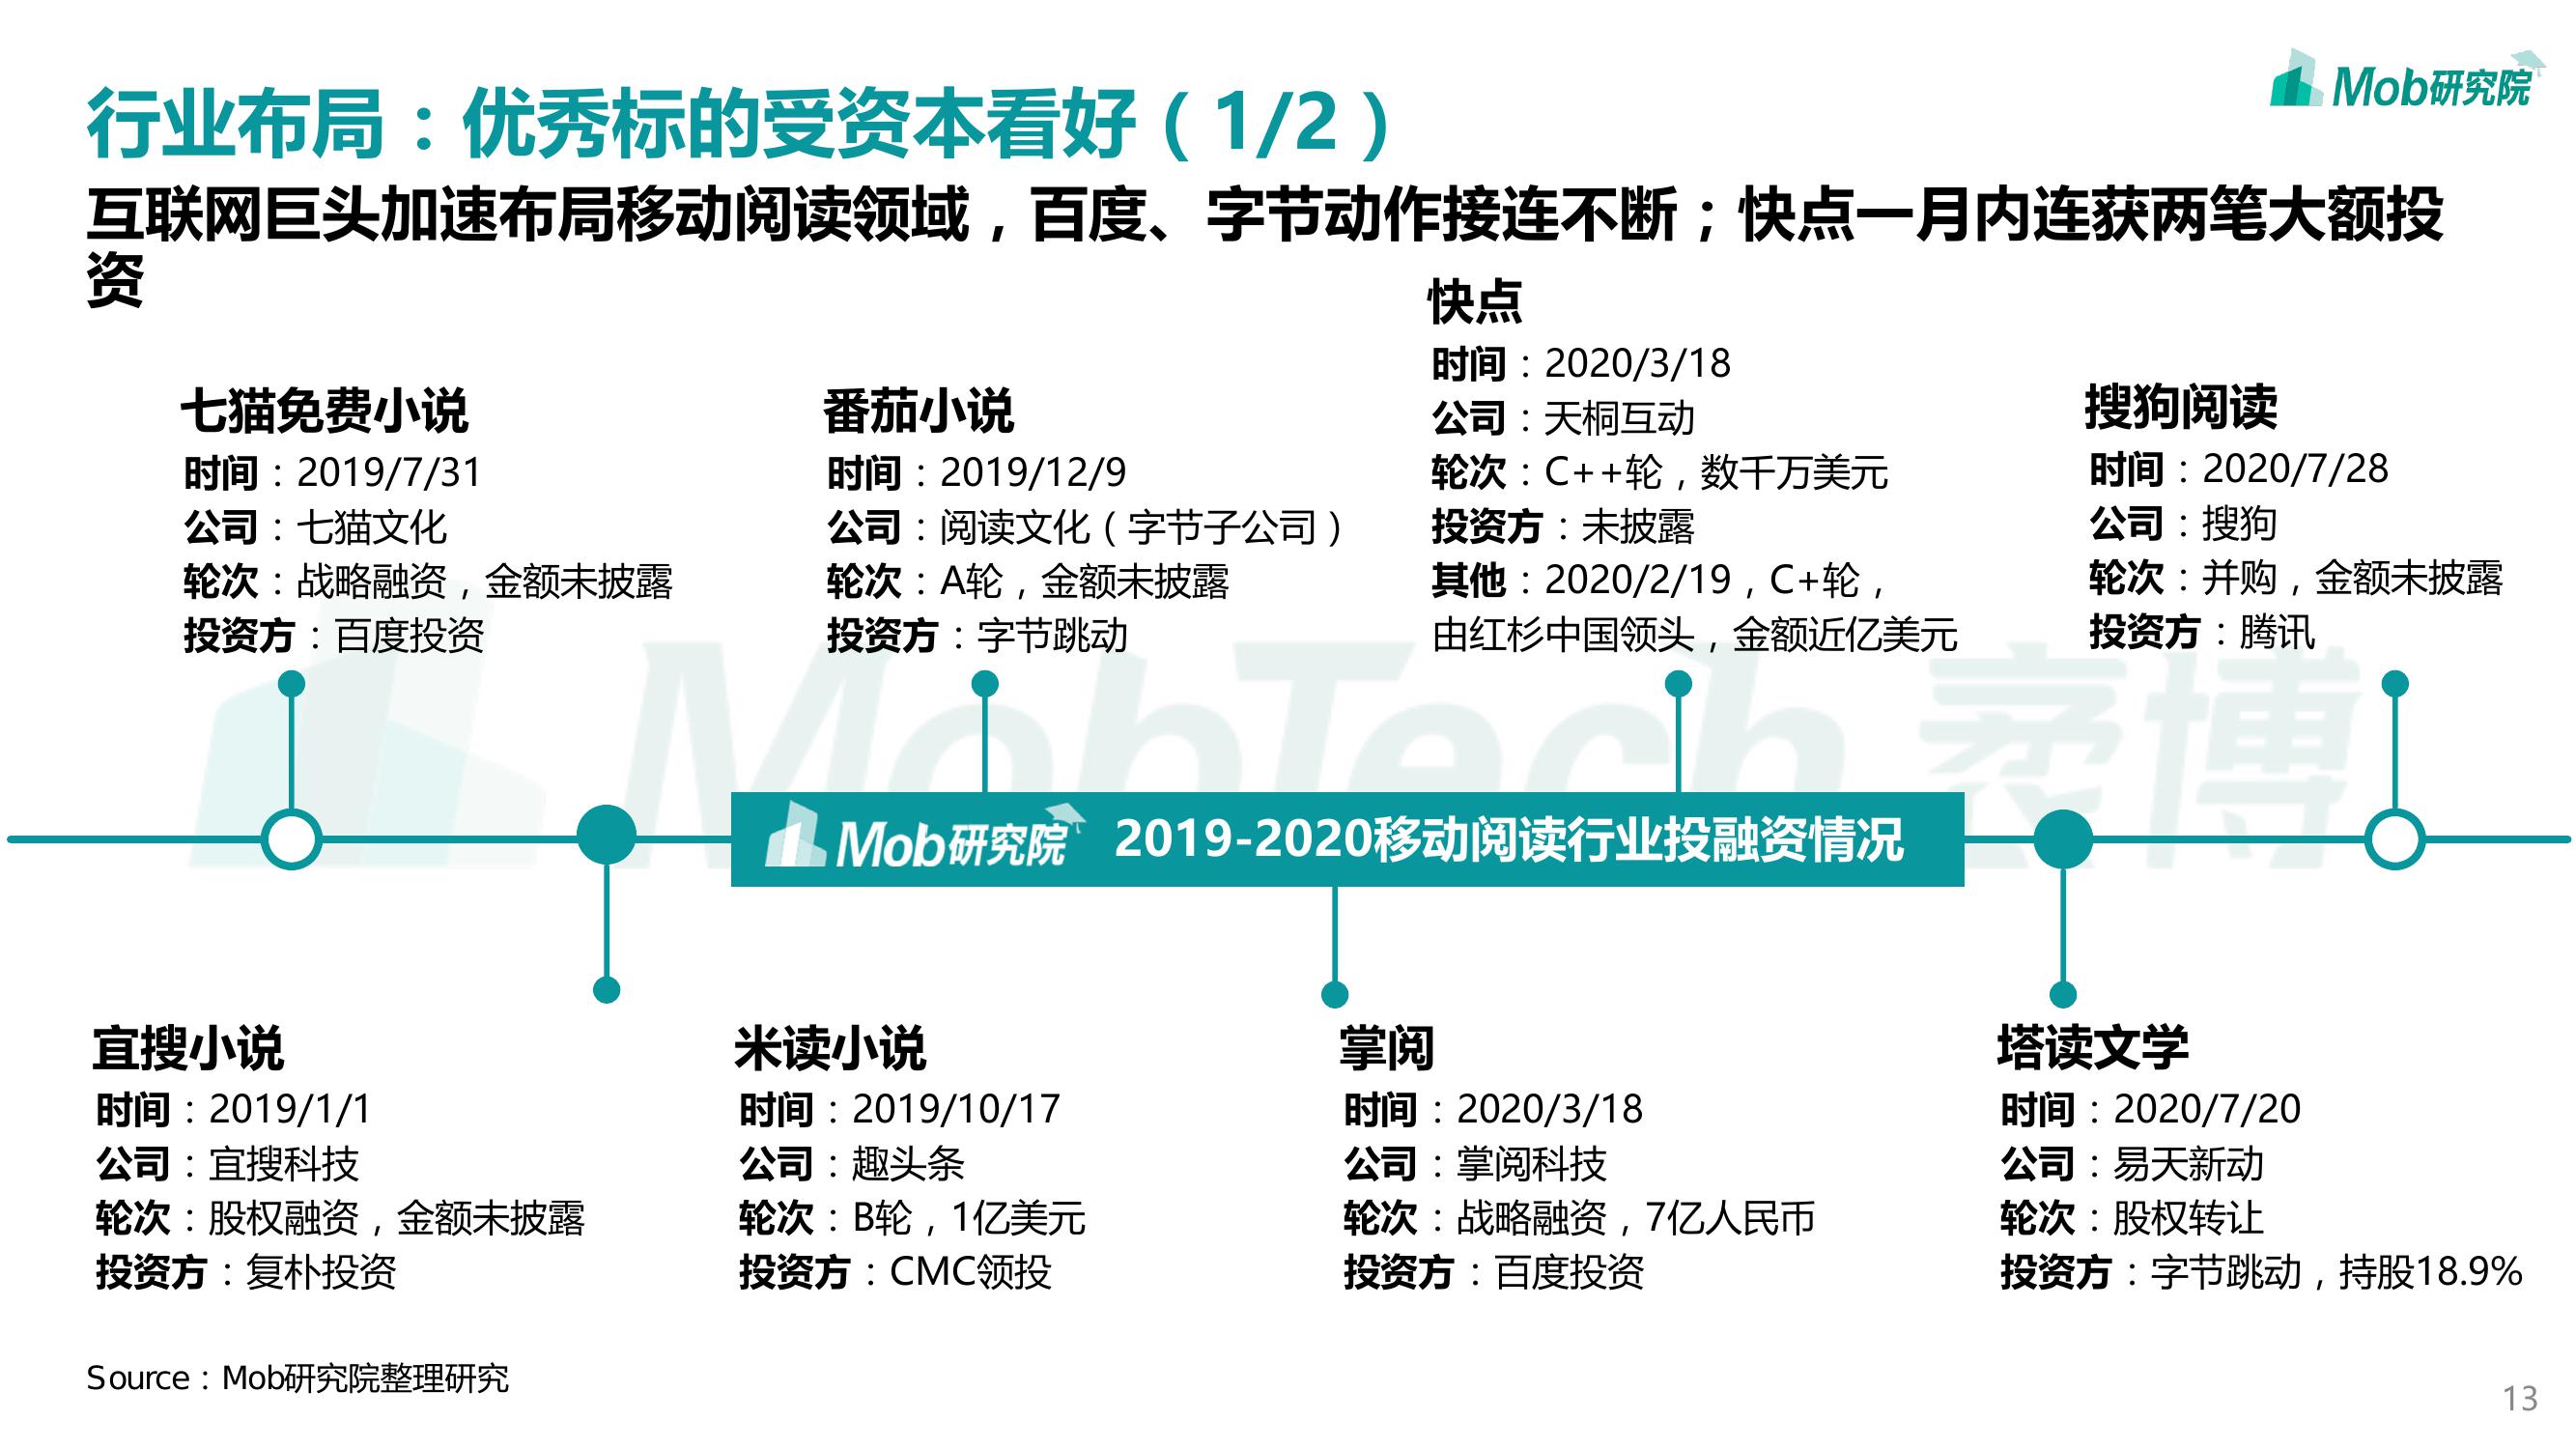 Mob研究院
行业布局：优秀标的受资本看好（1/2）
互联网巨头加速布局移动阅读领域，百度、字节动作接连不断；快点一月内连获两笔大额投
资
七猫免费小说
时间：2019/7/31
公司：七猫文化
轮次：战略融资，金额未披露
投资方：百度投资
番茄小说
时间：2019/12/9
公司：阅读文化（字节子公司）
轮次：A轮，金额未披露
投资方：字节跳动
快点
时间：2020/3/18
公司：天桐互动
轮次：C++轮，数千万美元
投资方：未披露
其他：2020/2/19，C+轮，
由红杉中国领头，金额近亿美元
搜狗阅读
时间：2020/7/28
公司：搜狗
轮次：并购，金额未披露
投资方：腾讯
MobTech 袤博
Mob研究院 2019-2020移动阅读行业投融资情况
宜搜小说
时间：2019/1/1
公司：宜搜科技
轮次：股权融资，金额未披露
投资方：复朴投资
米读小说
时间：2019/10/17
公司：趣头条
轮次：B轮，1亿美元
投资方：CMC领投
掌阅
时间：2020/3/18
公司：掌阅科技
轮次：战略融资，7亿人民币
投资方：百度投资
塔读文学
时间：2020/7/20
公司：易天新动
轮次：股权转让
投资方：字节跳动，持股18.9%
Source：Mob研究院整理研究
13